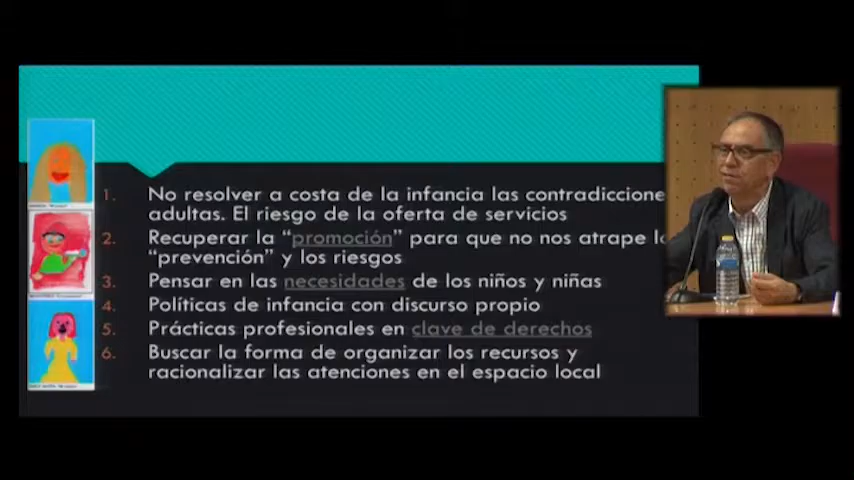 1. No resolver a costa de la infancia las contradiccione
adultas. El riesgo de la oferta de servicios
2. Recuperar la “promoción” para que no nos atrape l
“prevención” y los riesgos
3. Pensar en las necesidades de los niños y niñas
4. Políticas de infancia con discurso propio
5. Prácticas profesionales en clave de derechos
6. Buscar la forma de organizar los recursos y
racionalizar las atenciones en el espacio local